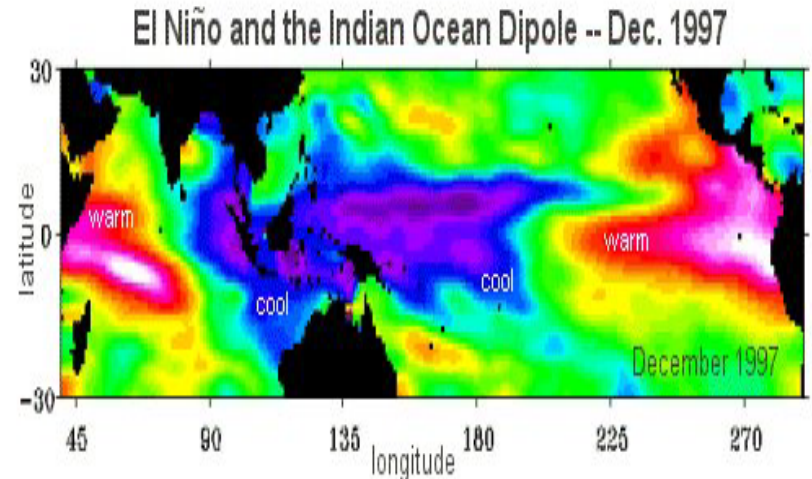 El Niño and the Indian Ocean Dipole -- Dec. 1997
30
latitude
0
-30
warm
cool
cool
warm
December 1997
45 90 135 180 225 270
longitude